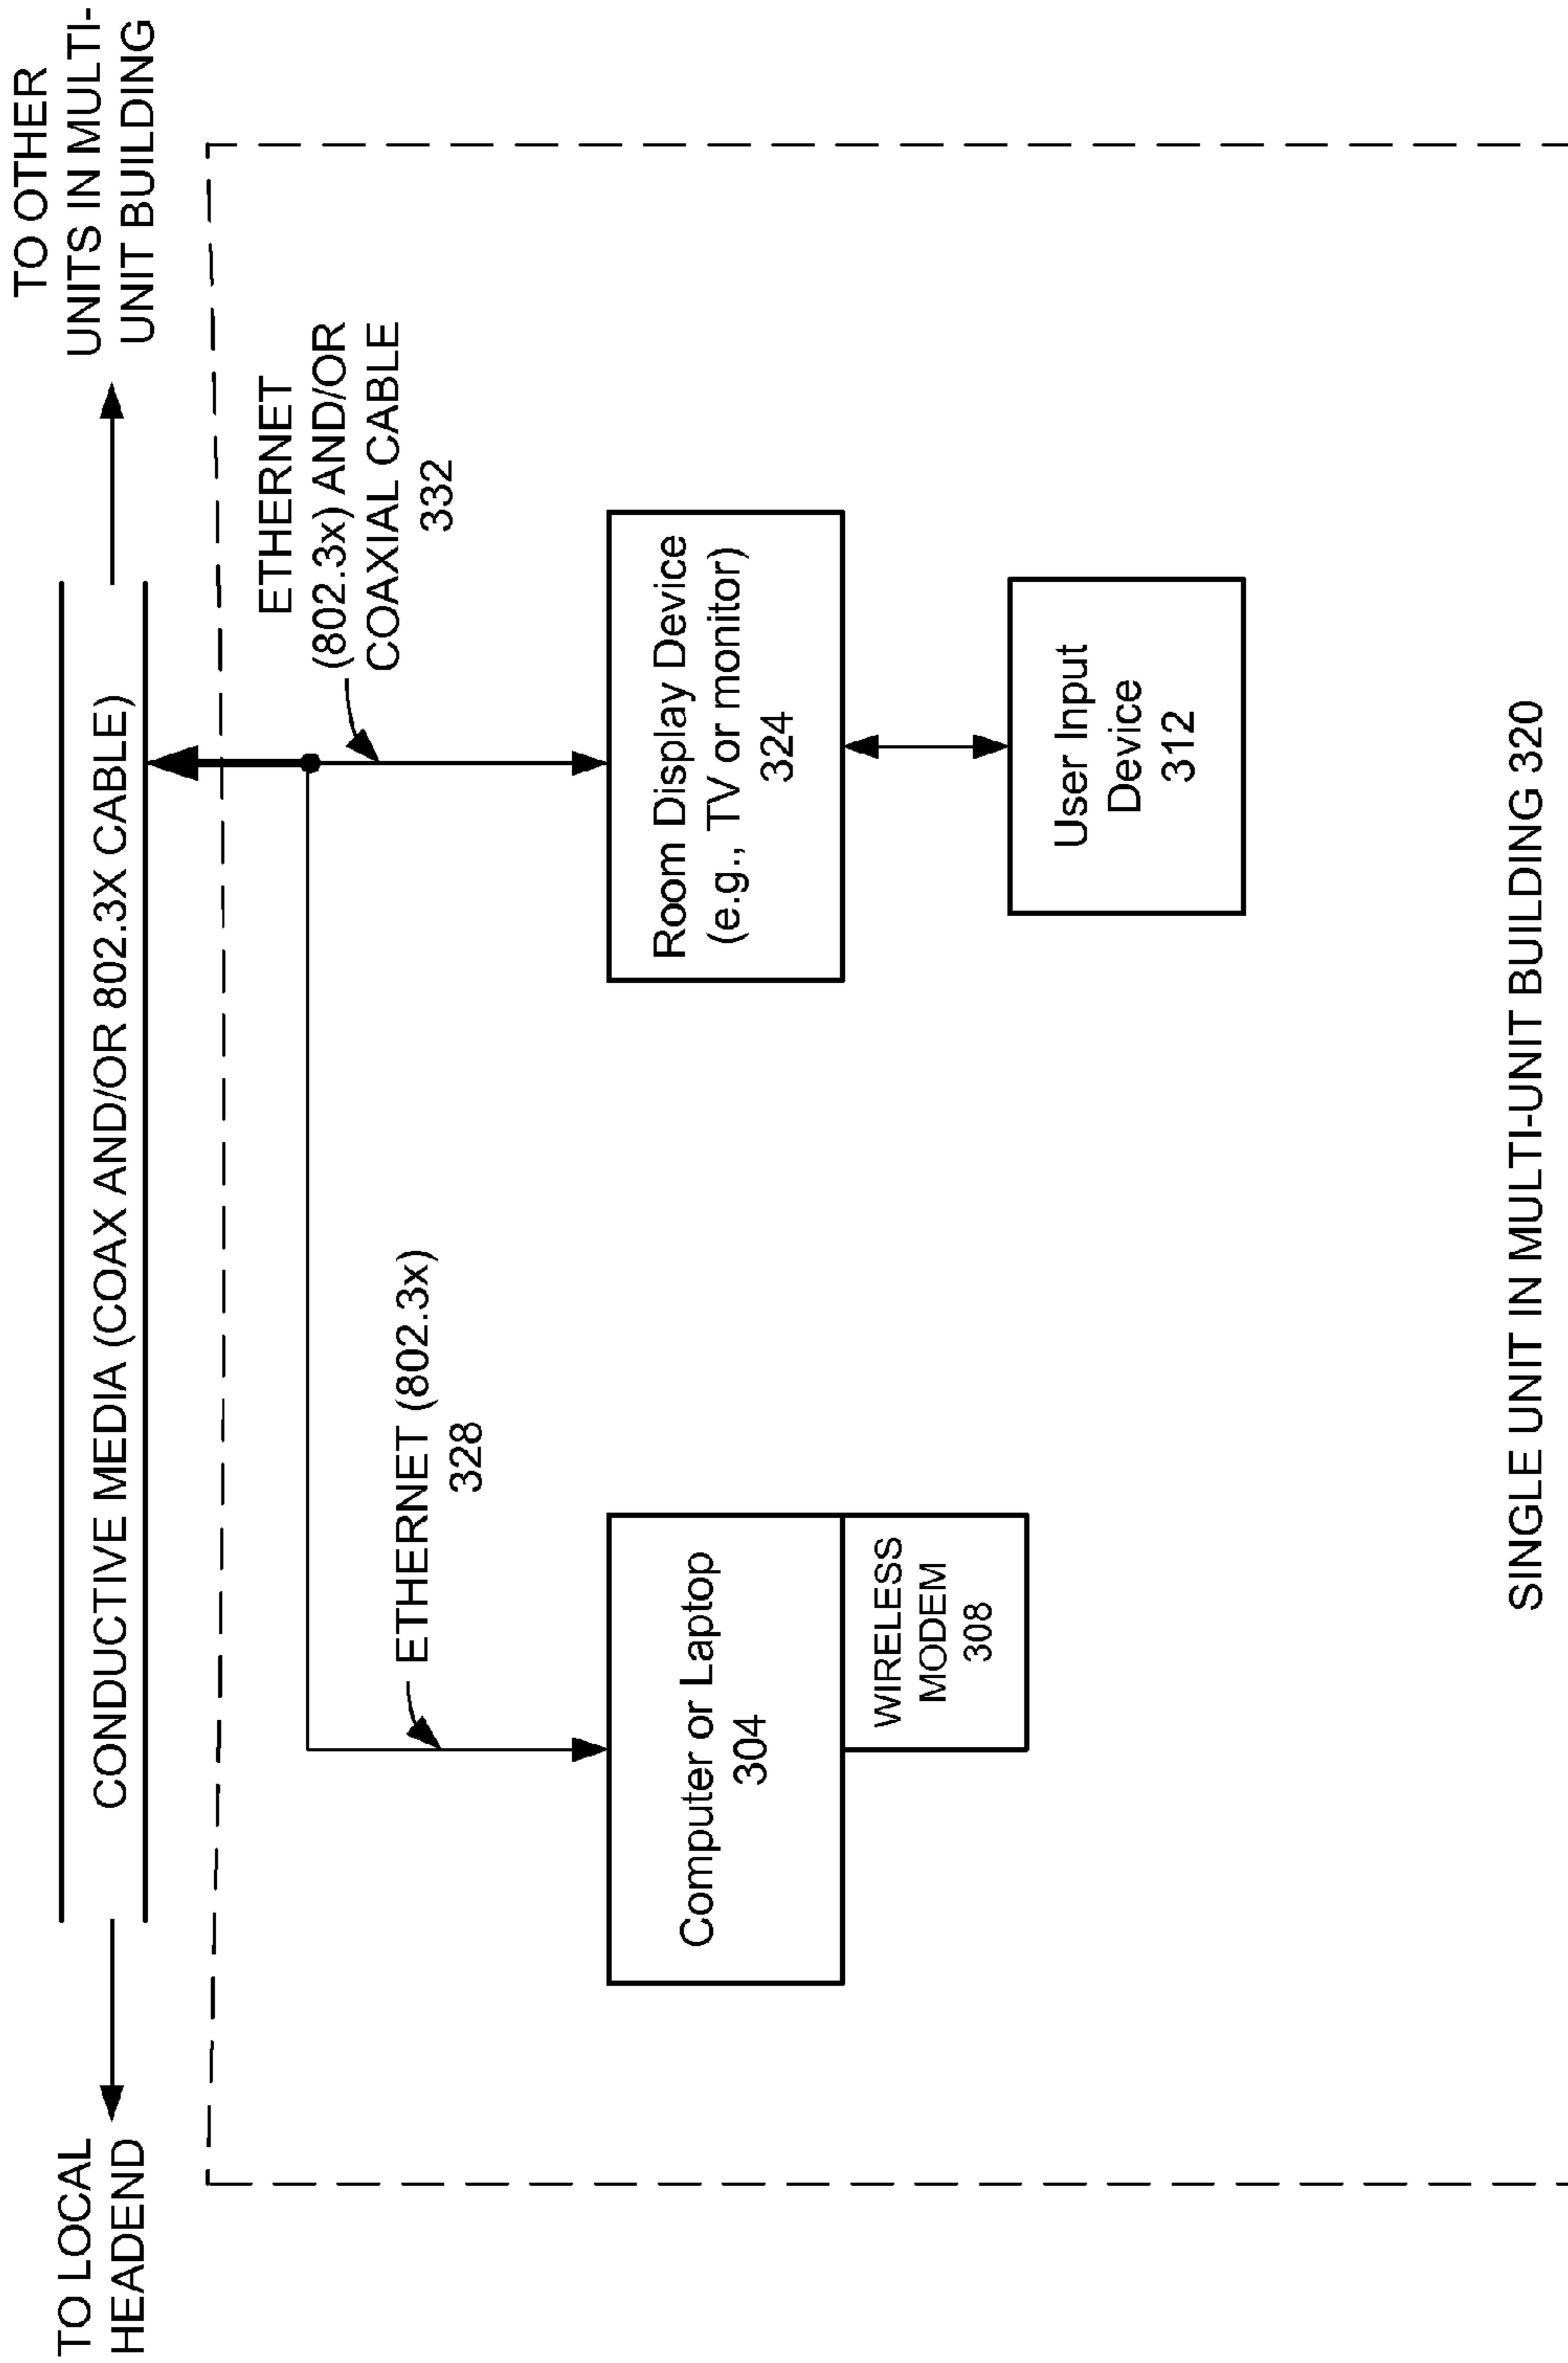 TO LOCAL
HEADEND
CONDUCTIVE MEDIA (COAX AND/OR 802.3X CABLE)
TO OTHER
UNITS IN MULTI-
UNIT BUILDING
ETHERNET (802.3x)
328
ETHERNET
(802.3x) AND/OR
COAXIAL CABLE
332
Computer or Laptop
304
WIRELESS
MODEM
308
Room Display Device
(e.g., TV or monitor)
324
User Input
Device
312
SINGLE UNIT IN MULTI-UNIT BUILDING 320